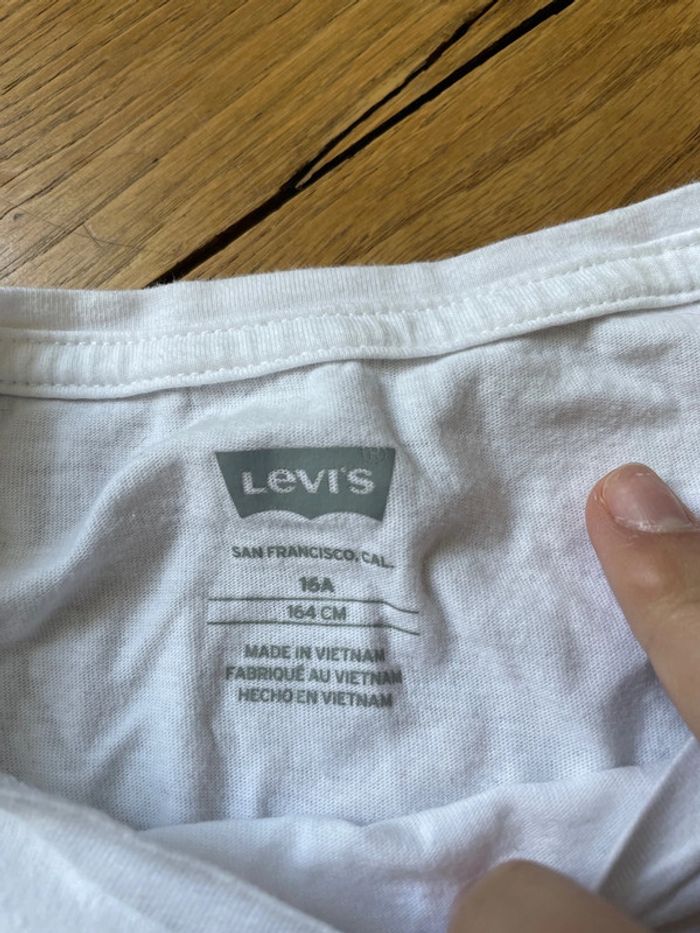 Levi's
SAN FRANCISCO, CAL.
16A
164 CM
MADE IN VIETNAM
FABRIQUÉ AU VIETNAM
HECHO EN VIETNAM